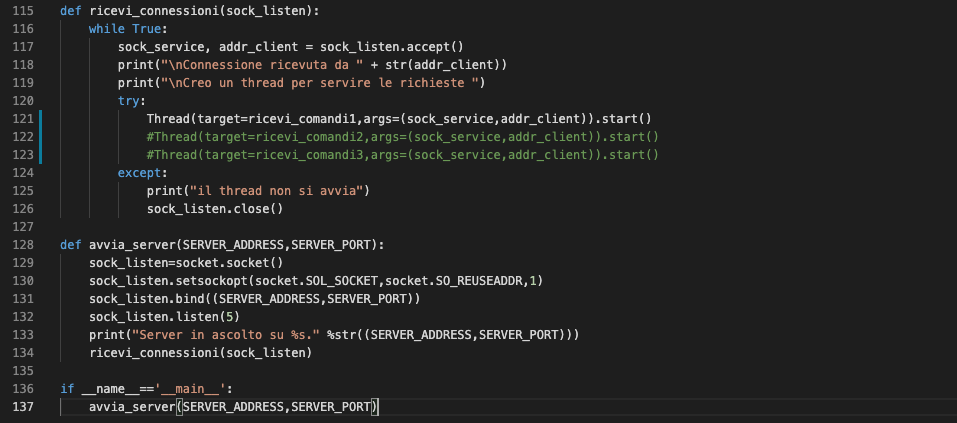 115 def ricevi_connessioni(sock_listen):
116     while True:
117         sock_service, addr_client = sock_listen.accept()
118         print("\nConnessione ricevuta da " + str(addr_client))
119         print("\nCreo un thread per servire le richieste ")
120         try:
121             Thread(target=ricevi_comandi1,args=(sock_service,addr_client)).start()
122             #Thread(target=ricevi_comandi2,args=(sock_service,addr_client)).start()
123             #Thread(target=ricevi_comandi3,args=(sock_service,addr_client)).start()
124         except:
125             print("il thread non si avvia")
126             sock_listen.close()
127
128 def avvia_server(SERVER_ADDRESS,SERVER_PORT):
129     sock_listen=socket.socket()
130     sock_listen.setsockopt(socket.SOL_SOCKET,socket.SO_REUSEADDR,1)
131     sock_listen.bind((SERVER_ADDRESS,SERVER_PORT))
132     sock_listen.listen(5)
133     print("Server in ascolto su %s." %str((SERVER_ADDRESS,SERVER_PORT)))
134     ricevi_connessioni(sock_listen)
135
136 if __name__=='__main__':
137     avvia_server(SERVER_ADDRESS,SERVER_PORT)